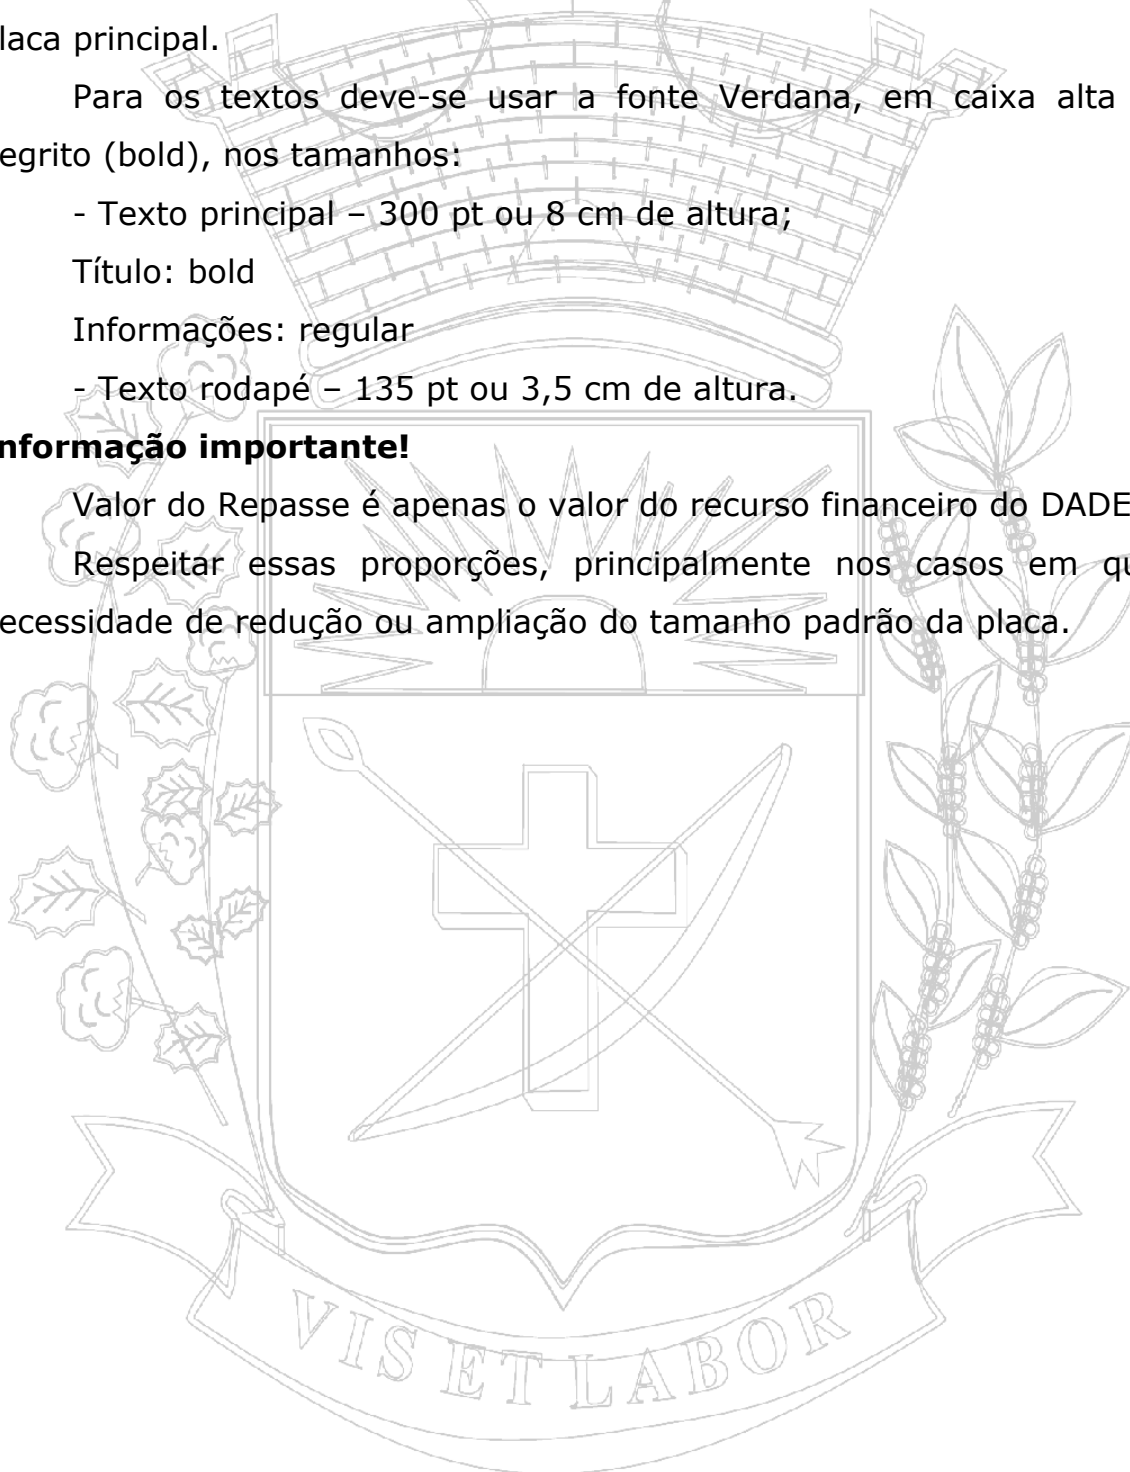 laca principal.
Para os textos deve-se usar a fonte Verdana, em caixa alta
egrito (bold), nos tamanhos:
- Texto principal – 300 pt ou 8 cm de altura;
Título: bold
Informações: regular
- Texto rodapé – 135 pt ou 3,5 cm de altura.
nformação importante!
Valor do Repasse é apenas o valor do recurso financeiro do DADE
Respeitar essas proporções, principalmente nos casos em qu
ecessidade de redução ou ampliação do tamanho padrão da placa.
VIS ET LABOR